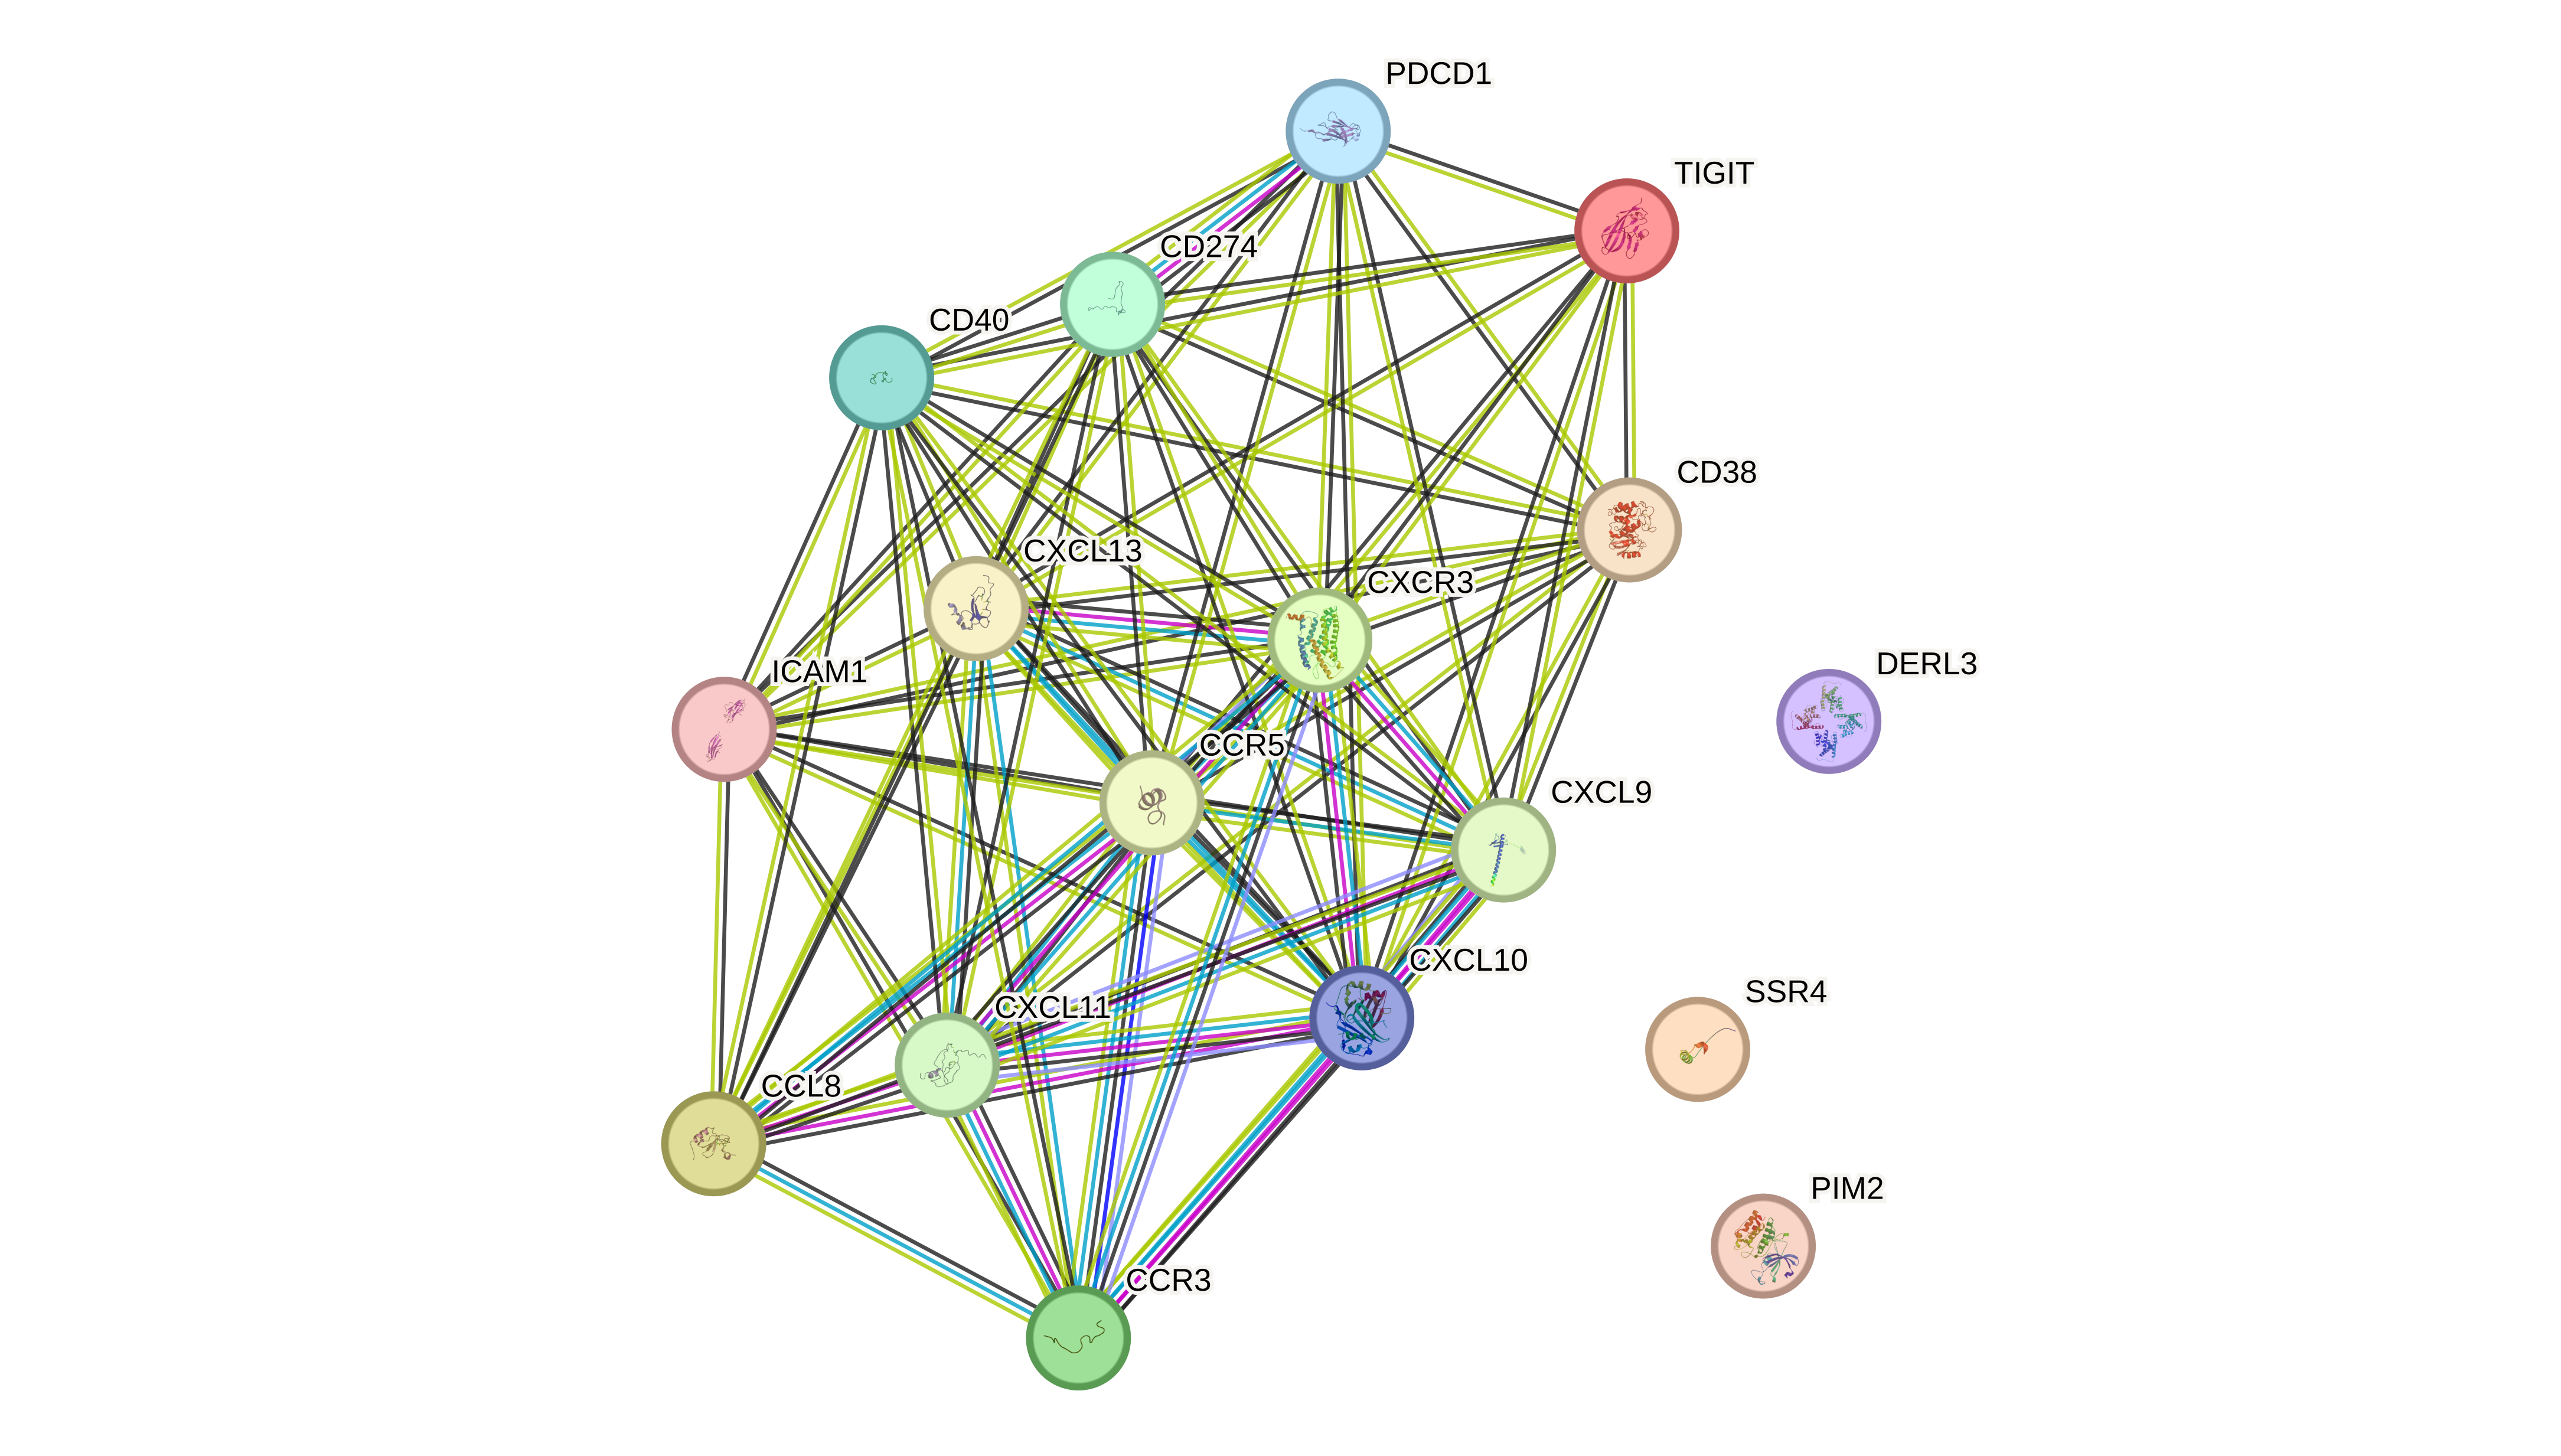 PDCD1
TIGIT
CD274
CD40
CD38
CXCL13
CXCR3
ICAM1
DERL3
CCR5
CXCL9
CXCL10
SSR4
CXCL11
CCL8
PIM2
CCR3